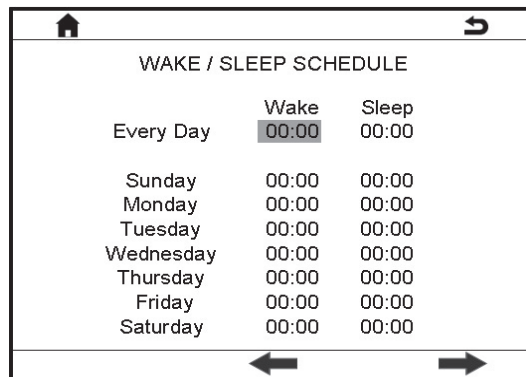 WAKE / SLEEP SCHEDULE
Wake Sleep
Every Day 00:00 00:00
Sunday 00:00 00:00
Monday 00:00 00:00
Tuesday 00:00 00:00
Wednesday 00:00 00:00
Thursday 00:00 00:00
Friday 00:00 00:00
Saturday 00:00 00:00